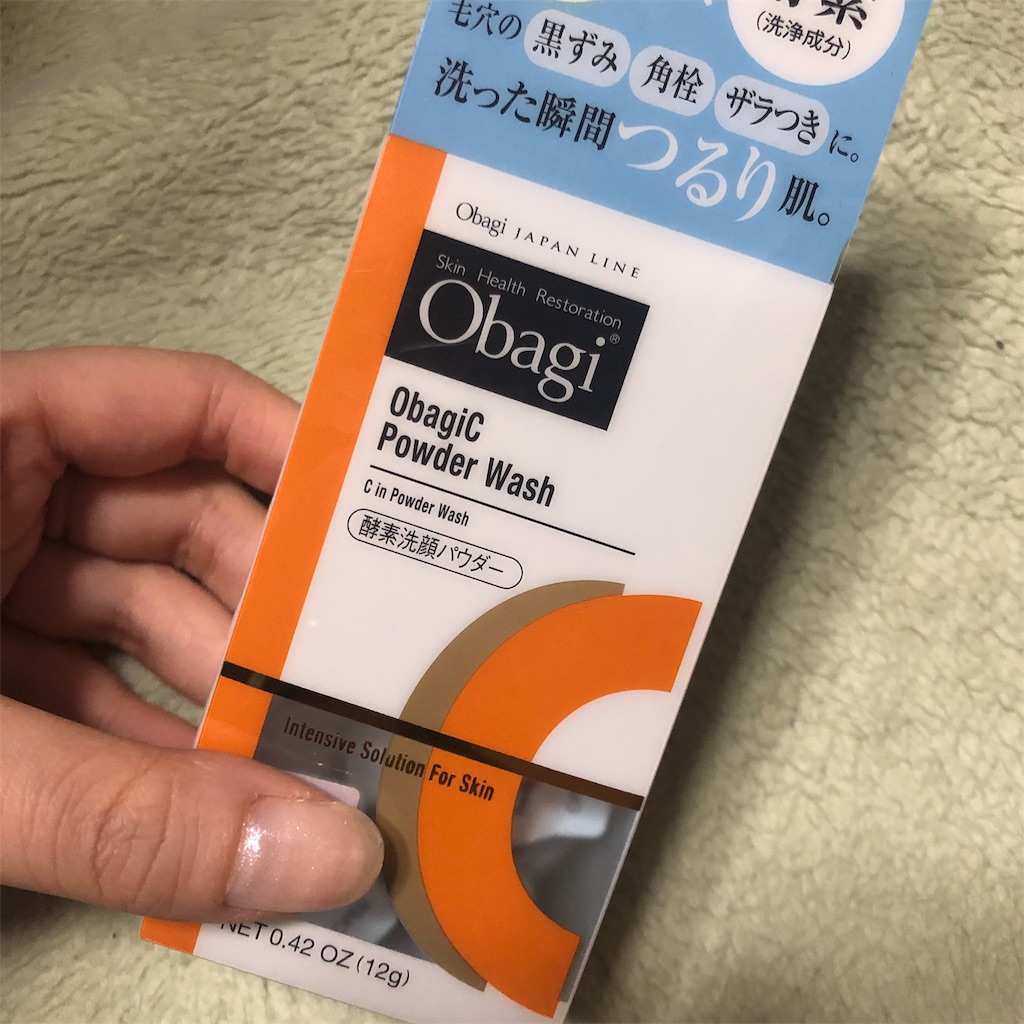 (洗浄成分)
毛穴の 黒ずみ 角栓 ザラつき に。
洗った瞬間つるり肌。
Obagi JAPAN LINE
Skin Health Restoration
Obagi®
ObagiC
Powder Wash
C in Powder Wash
酵素洗顔パウダー
Intensive Solution For Skin
NET 0.42 OZ (12g)